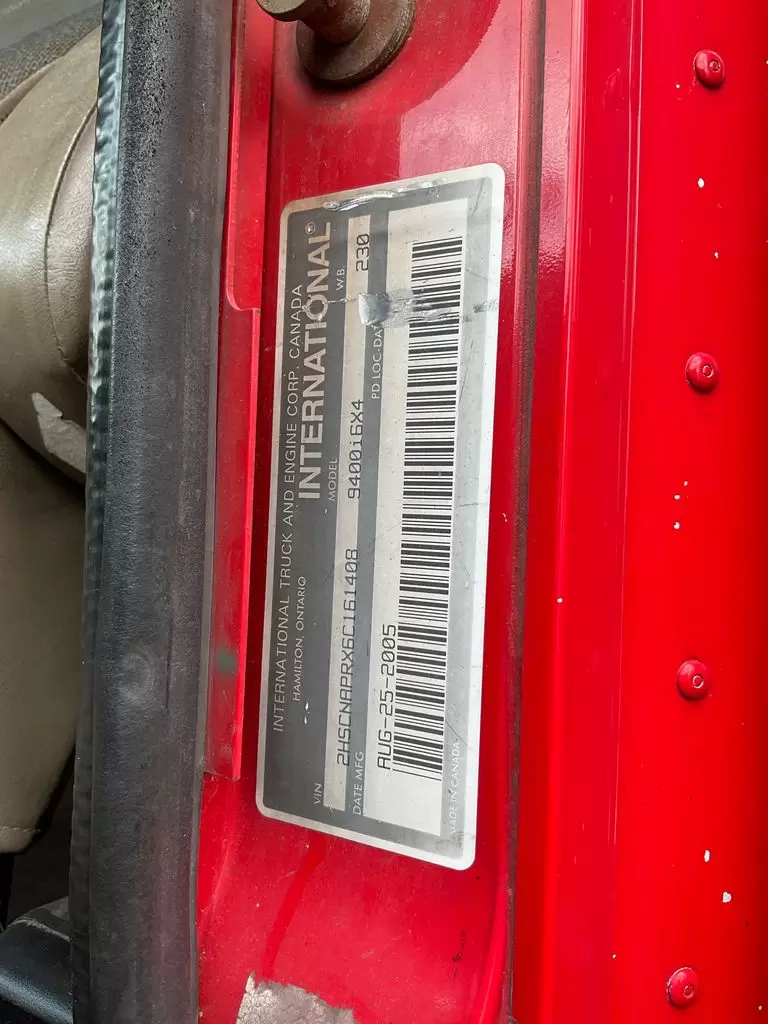 INTERNATIONAL TRUCK AND ENGINE CORP. CANADA
HAMILTON, ONTARIO
INTERNATIONAL®
VIN MODEL W.B.
2HSCNAPRX6C161408 9400i6X4 230
DATE MFG PD LOC-DA
AUG-25-2005
MADE IN CANADA